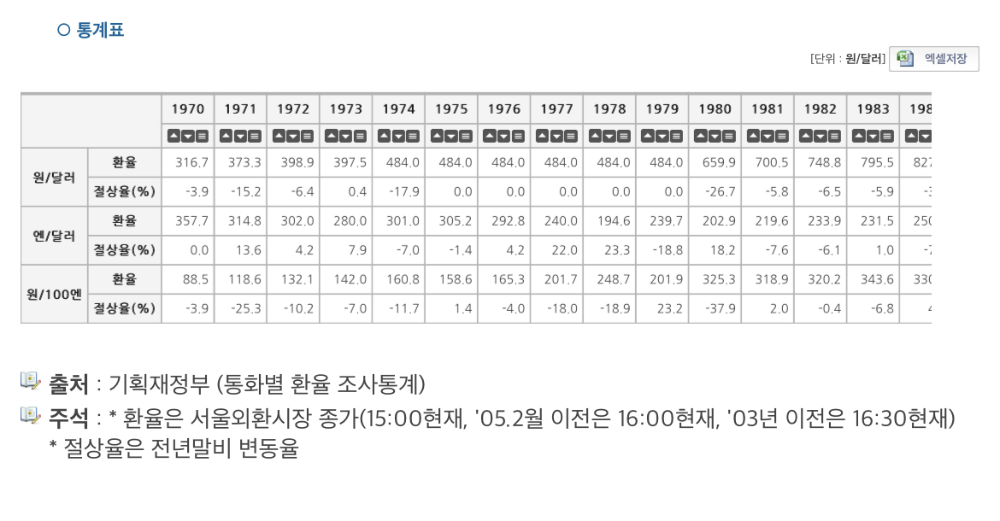 통계표
[단위 : 원/달러] 엑셀저장
1970 1971 1972 1973 1974 1975 1976 1977 1978 1979 1980 1981 1982 1983
원/달러 환율 316.7 373.3 398.9 397.5 484.0 484.0 484.0 484.0 484.0 484.0 659.9 700.5 748.8 795.5
절상율(%) -3.9 -15.2 -6.4 0.4 -17.9 0.0 0.0 0.0 0.0 0.0 -26.7 -5.8 -6.5 -5.9
엔/달러 환율 357.7 314.8 302.0 280.0 301.0 305.2 292.8 240.0 194.6 239.7 202.9 219.6 233.9 231.5
절상율(%) 0.0 13.6 4.2 7.9 -7.0 -1.4 4.2 22.0 23.3 -18.8 18.2 -7.6 -6.1 1.0
원/100엔 환율 88.5 118.6 132.1 142.0 160.8 158.6 165.3 201.7 248.7 201.9 325.3 318.9 320.2 343.6
절상율(%) -3.9 -25.3 -10.2 -7.0 -11.7 1.4 -4.0 -18.0 -18.9 23.2 -37.9 2.0 -0.4 -6.8
출처 : 기획재정부 (통화별 환율 조사통계)
주석 : * 환율은 서울외환시장 종가(15:00현재, '05.2월 이전은 16:00현재, '03년 이전은 16:30현재)
* 절상율은 전년말비 변동율